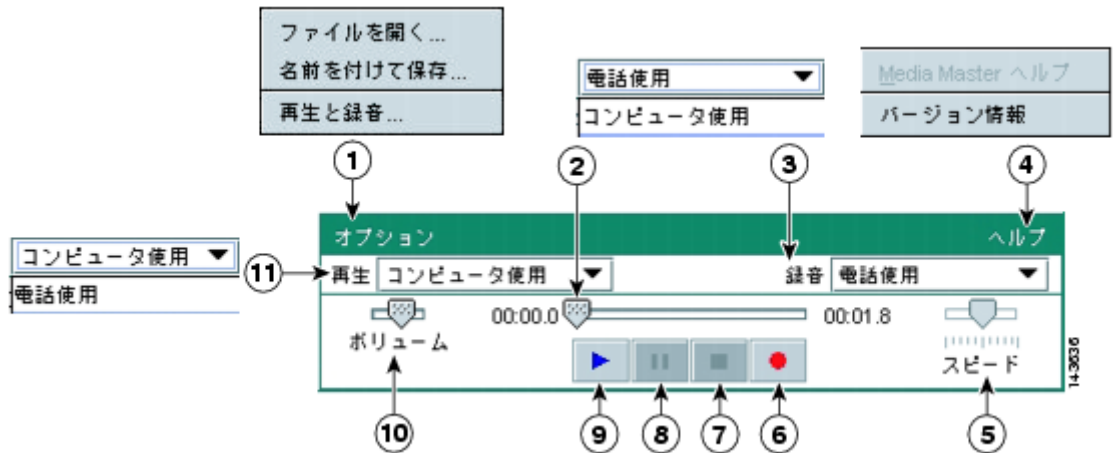 ファイルを開く...
名前を付けて保存...
再生と録音...
電話使用
コンピュータ使用
Media Master ヘルプ
バージョン情報
1
2
3
4
オプション
ヘルプ
コンピュータ使用
電話使用
11
再生
コンピュータ使用
録音
電話使用
00:00.0
00:01.8
ボリューム
スピード
143636
10
9
8
7
6
5